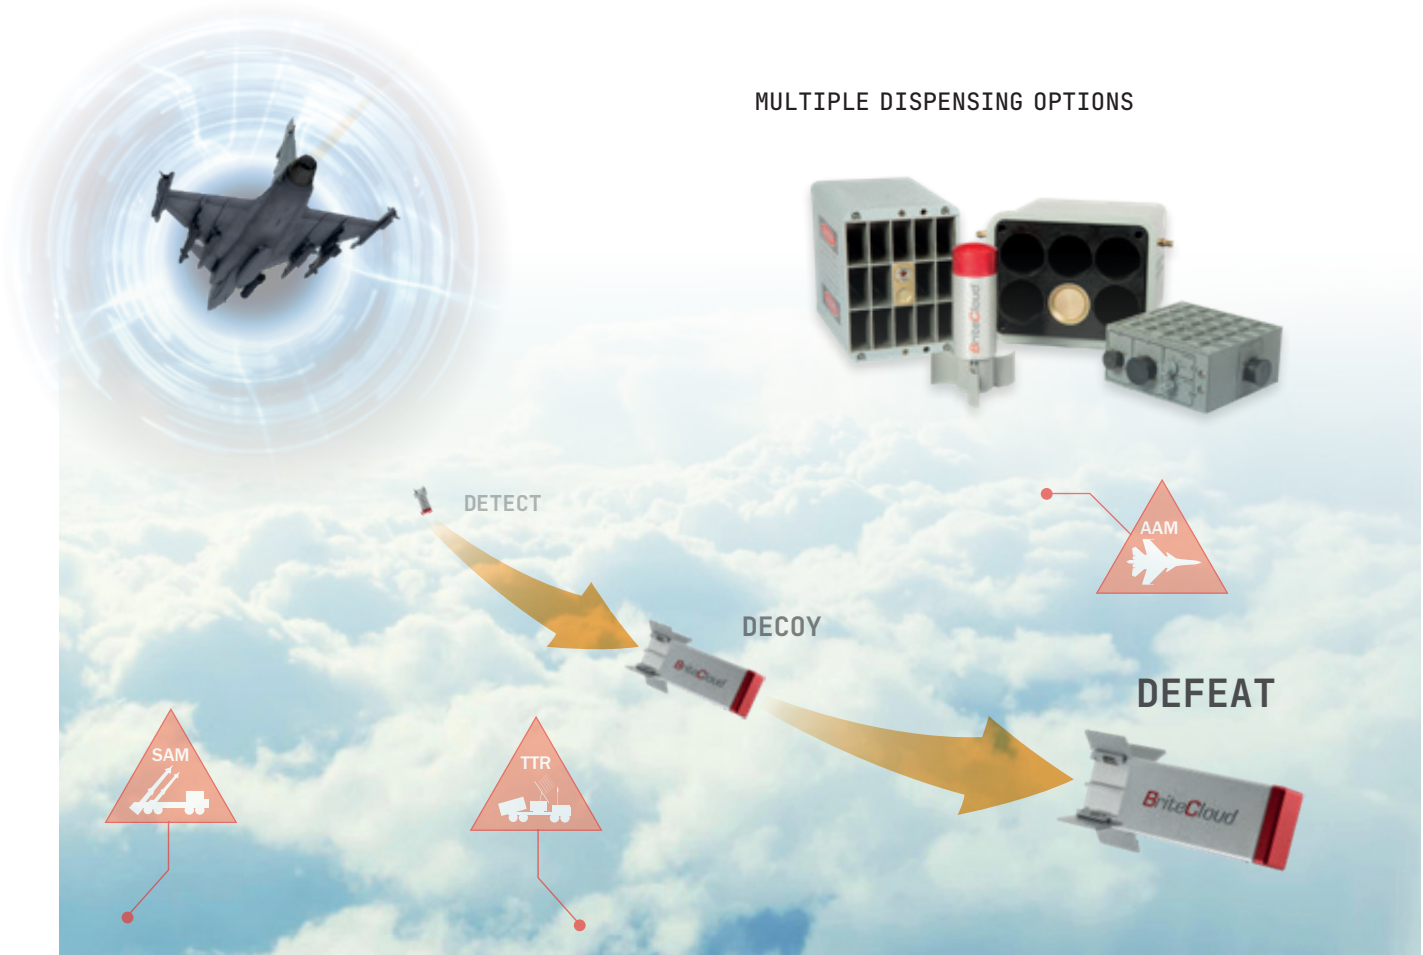 MULTIPLE DISPENSING OPTIONS
BriteCloud
DETECT
AAM
DECOY
BriteCloud
DEFEAT
SAM
TTR
BriteCloud